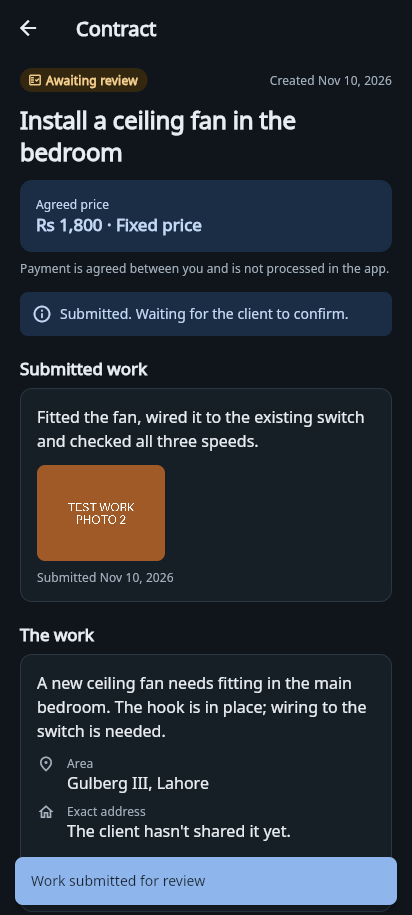 Contract
Awaiting review
Created Nov 10, 2026
Install a ceiling fan in the
bedroom
Agreed price
Rs 1,800 · Fixed price
Payment is agreed between you and is not processed in the app.
Submitted. Waiting for the client to confirm.
Submitted work
Fitted the fan, wired it to the existing switch
and checked all three speeds.
TEST WORK
PHOTO 2
Submitted Nov 10, 2026
The work
A new ceiling fan needs fitting in the main
bedroom. The hook is in place; wiring to the
switch is needed.
Area
Gulberg III, Lahore
Exact address
The client hasn't shared it yet.
Work submitted for review